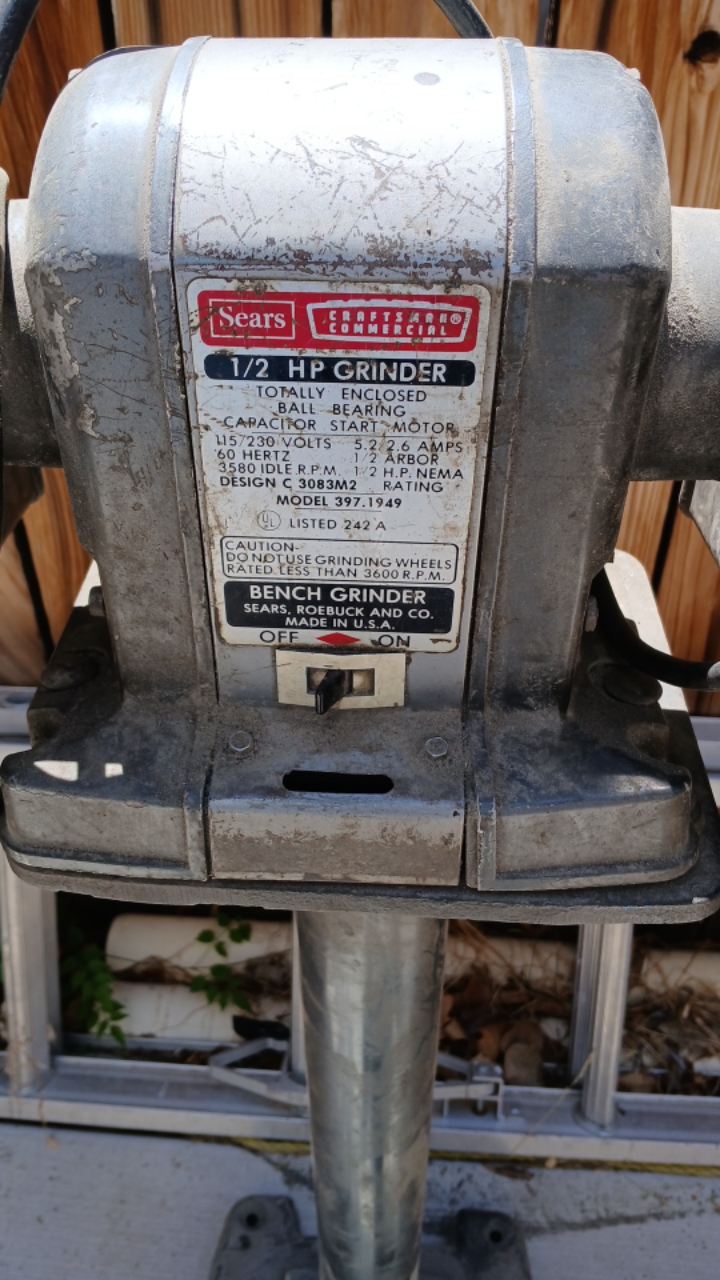 Sears
CRAFTSMAN®
COMMERCIAL
1/2 HP GRINDER
TOTALLY ENCLOSED
BALL BEARING
CAPACITOR START MOTOR
115/230 VOLTS 5.2/2.6 AMPS
60 HERTZ 1/2 ARBOR
3580 IDLE R.P.M. 1/2 H.P. NEMA
DESIGN C 3083M2 RATING
MODEL 397.1949
UL LISTED 242 A
CAUTION-
DO NOT USE GRINDING WHEELS
RATED LESS THAN 3600 R.P.M.
BENCH GRINDER
SEARS, ROEBUCK AND CO.
MADE IN U.S.A.
OFF ON